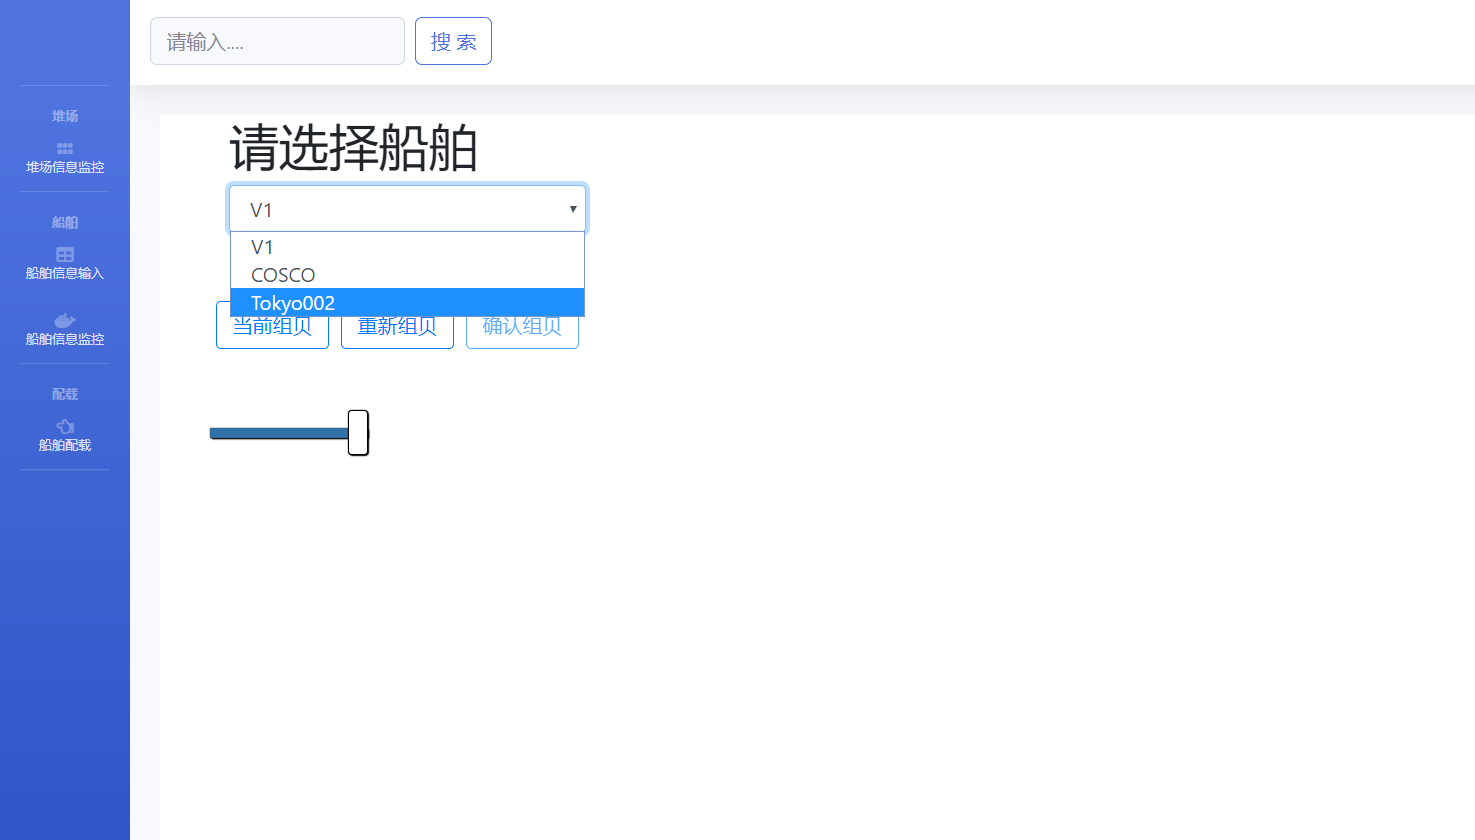 请输入....
搜 索
堆场
堆场信息监控
船舶
船舶信息输入
船舶信息监控
配载
船舶配载
请选择船舶
V1
V1
COSCO
Tokyo002
当前组贝
重新组贝
确认组贝